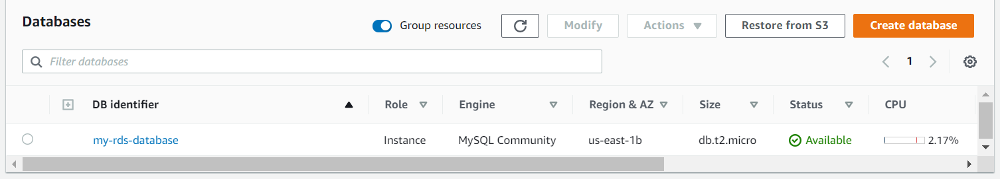 Databases
Group resources
Modify
Actions
Restore from S3
Create database
Filter databases
1
DB identifier Role Engine Region & AZ Size Status CPU
my-rds-database Instance MySQL Community us-east-1b db.t2.micro Available 2.17%